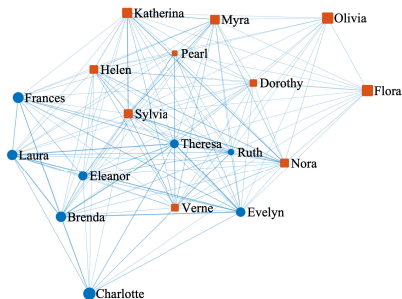 Katherina
Myra
Olivia
Pearl
Helen
Dorothy
Flora
Frances
Sylvia
Theresa
Ruth
Laura
Nora
Eleanor
Verne
Evelyn
Brenda
Charlotte